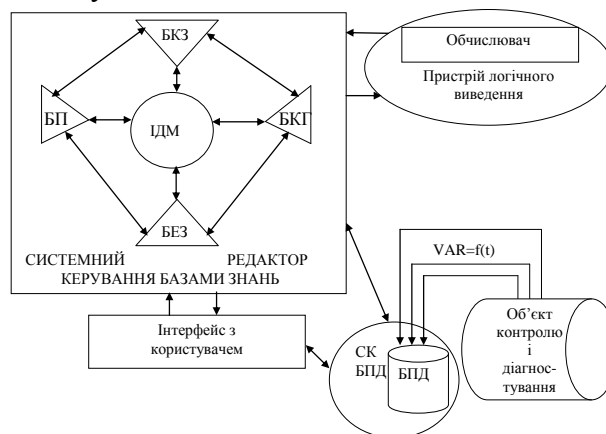 БКЗ
БП
ІДМ
БКГ
БЕЗ
СИСТЕМНИЙ РЕДАКТОР
КЕРУВАННЯ БАЗАМИ ЗНАНЬ
Обчислювач
Пристрій логічного
виведення
Інтерфейс з
користувачем
VAR=f(t)
СК
БПД
БПД
Об’єкт
контролю
і
діагнос-
тування